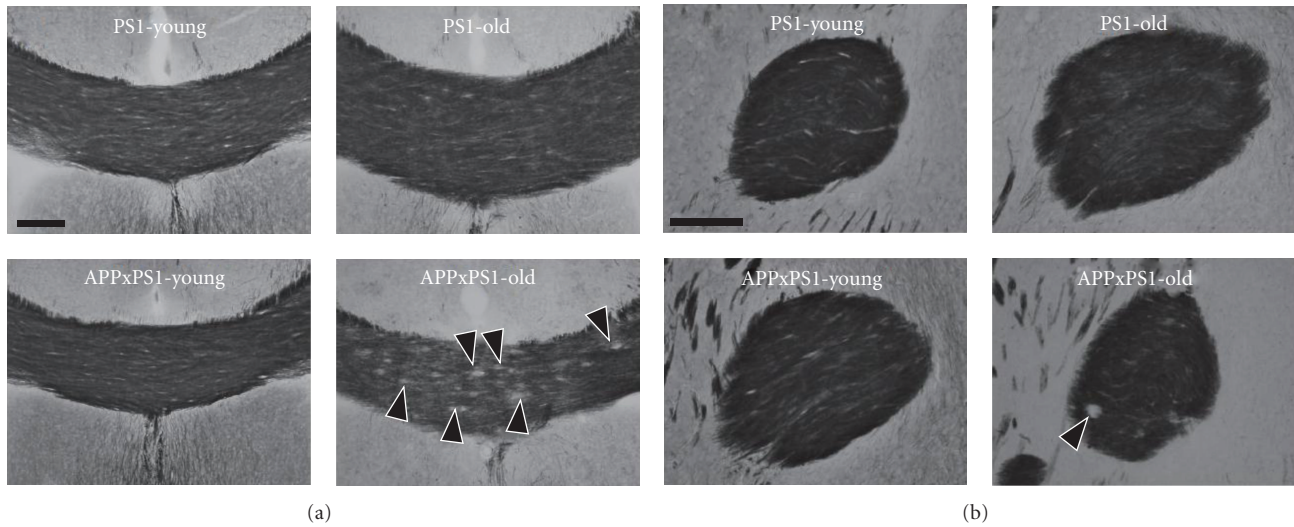 PS1-young
PS1-old
PS1-young
PS1-old
APPxPS1-young
APPxPS1-old
APPxPS1-young
APPxPS1-old
(a)
(b)